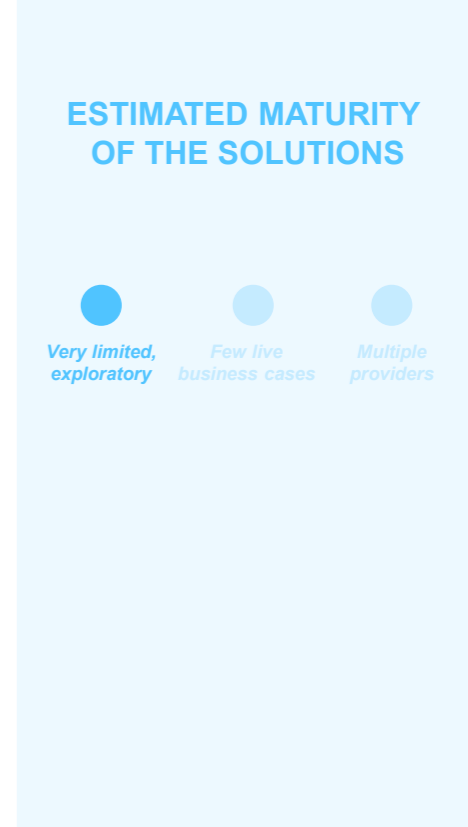 ESTIMATED MATURITY
OF THE SOLUTIONS
Very limited,
exploratory
Few live
business cases
Multiple
providers